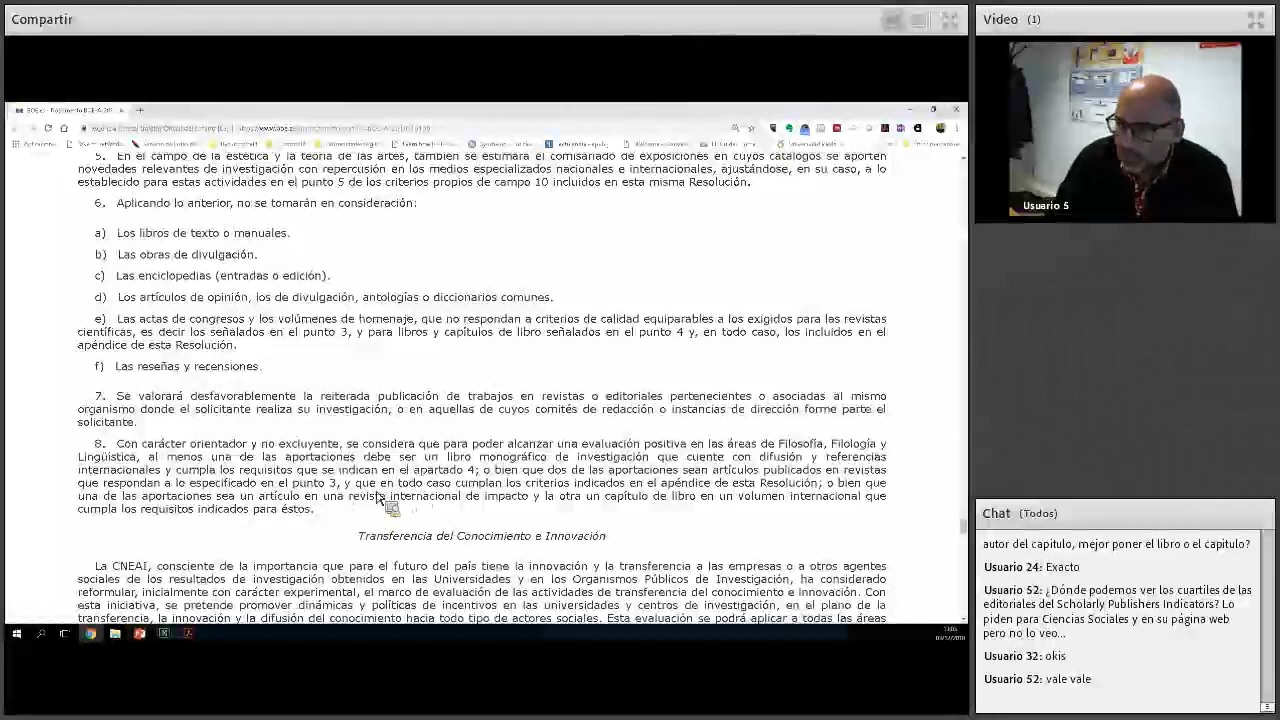 Compartir
Video (1)
Usuario 5
5. En el campo de la estética y la teoría de las artes, también se estimará el comisariado de exposiciones en cuyos catálogos se aporten
novedades relevantes de investigación con repercusión en los medios especializados nacionales e internacionales, ajustándose, en su caso, a lo
establecido para estas actividades en el punto 5 de los criterios propios de campo 10 incluidos en esta misma Resolución.
6. Aplicando lo anterior, no se tomarán en consideración:
a) Los libros de texto o manuales.
b) Las obras de divulgación.
c) Las enciclopedias (entradas o edición).
d) Los artículos de opinión, los de divulgación, antologías o diccionarios comunes.
e) Las actas de congresos y los volúmenes de homenaje, que no respondan a criterios de calidad equiparables a los exigidos para las revistas
científicas, es decir los señalados en el punto 3, y para libros y capítulos de libro señalados en el punto 4 y, en todo caso, los incluidos en el
apéndice de esta Resolución.
f) Las reseñas y recensiones.
7. Se valorará desfavorablemente la reiterada publicación de trabajos en revistas o editoriales pertenecientes o asociadas al mismo
organismo donde el solicitante realiza su investigación, o en aquellas de cuyos comités de redacción o instancias de dirección forme parte el
solicitante.
8. Con carácter orientador y no excluyente, se considera que para poder alcanzar una evaluación positiva en las áreas de Filosofía, Filología y
Lingüística, al menos una de las aportaciones debe ser un libro monográfico de investigación que cuente con difusión y referencias
internacionales y cumpla los requisitos que se indican en el apartado 4; o bien que dos de las aportaciones sean artículos publicados en revistas
que respondan a lo especificado en el punto 3, y que en todo caso cumplan los criterios indicados en el apéndice de esta Resolución; o bien que
una de las aportaciones sea un artículo en una revista internacional de impacto y la otra un capítulo de libro en un volumen internacional que
cumpla los requisitos indicados para éstos.
Transferencia del Conocimiento e Innovación
La CNEAI, consciente de la importancia que para el futuro del país tiene la innovación y la transferencia a las empresas o a otros agentes
sociales de los resultados de investigación obtenidos en las Universidades y en los Organismos Públicos de Investigación, ha considerado
reformular, inicialmente con carácter experimental, el marco de evaluación de las actividades de transferencia del conocimiento e Innovación. Con
esta iniciativa, se pretende promover dinámicas y políticas de incentivos en las universidades y centros de investigación, en el plano de la
transferencia, la innovación y la difusión del conocimiento hacia todo tipo de actores sociales. Esta evaluación se podrá aplicar a todas las áreas
Chat (Todos)
autor del capitulo, mejor poner el libro o el capitulo?
Usuario 24: Exacto
Usuario 52: ¿Dónde podemos ver los cuartiles de las
editoriales del Scholarly Publishers Indicators? Lo
piden para Ciencias Sociales y en su página web
pero no lo veo...
Usuario 32: okis
Usuario 52: vale vale